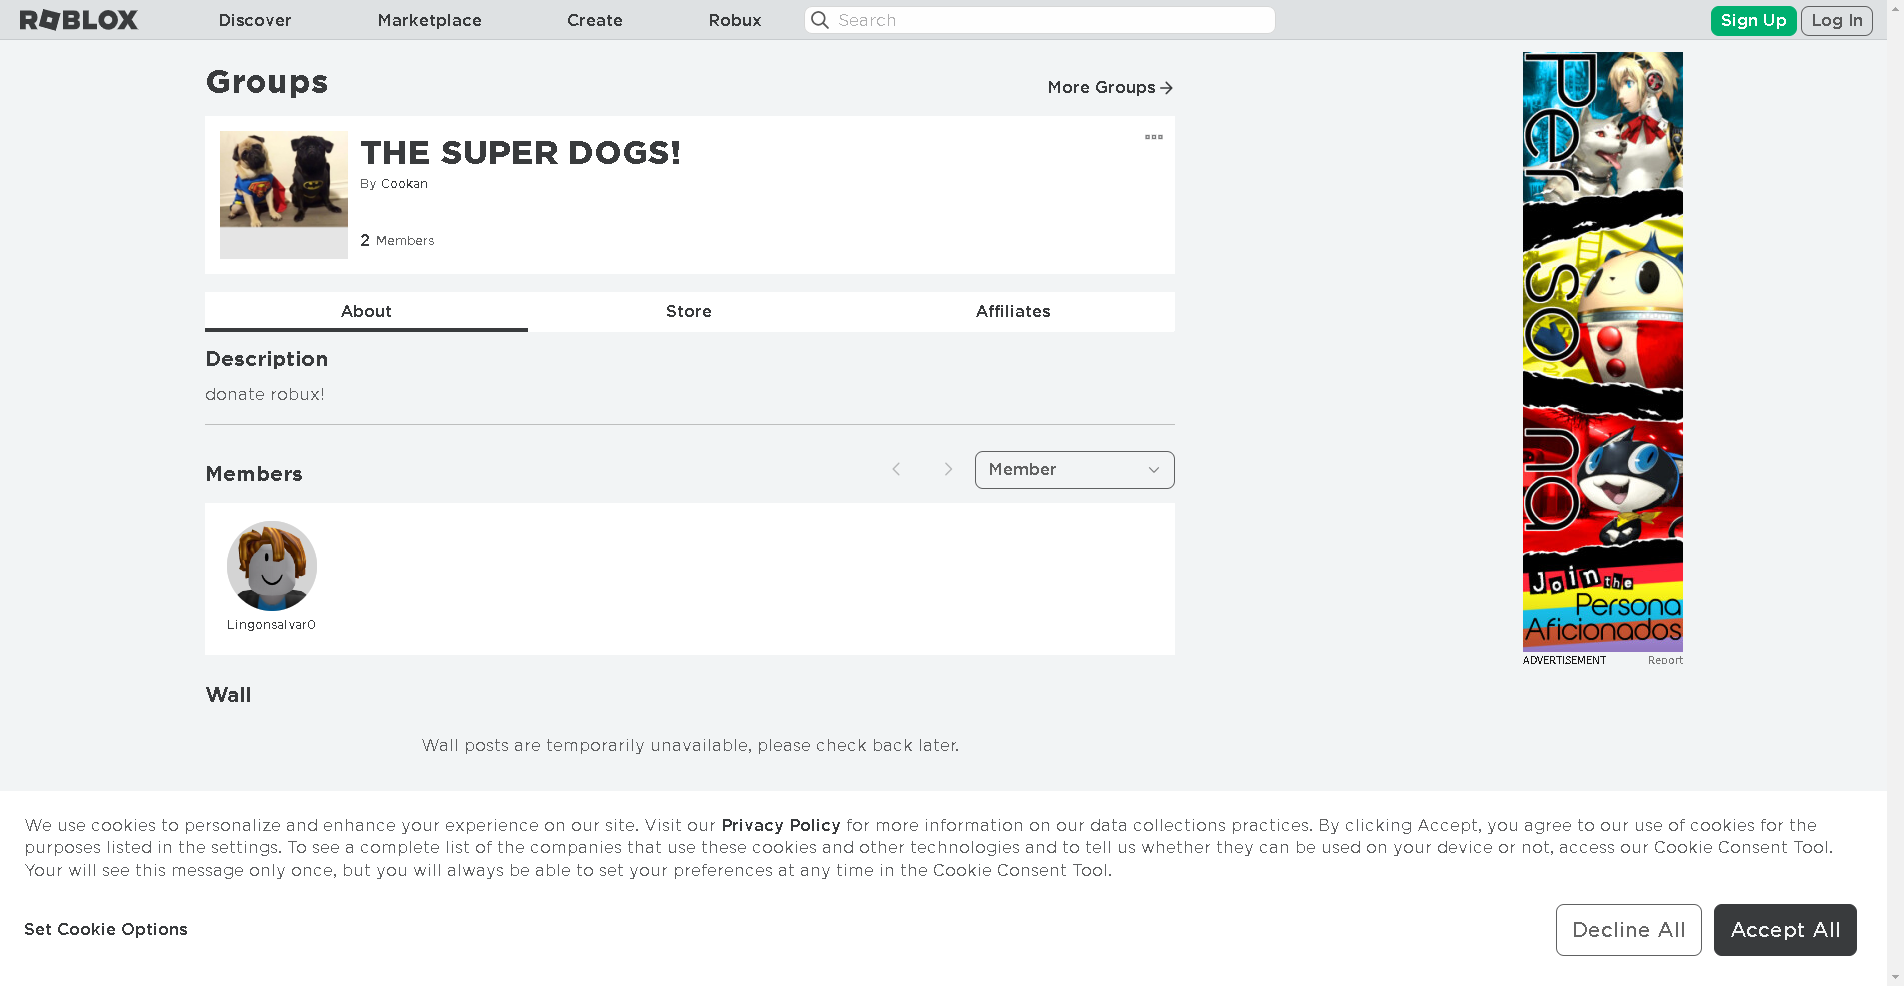 ROBLOX
Discover
Marketplace
Create
Robux
Search
Sign Up
Log In
Groups
More Groups
THE SUPER DOGS!
By Cookan
2 Members
About
Store
Affiliates
Description
donate robux!
Members
Member
Lingonsalvar0
Wall
Wall posts are temporarily unavailable, please check back later.
Persona
Join the
Persona
Aficionados
ADVERTISEMENT
Report
We use cookies to personalize and enhance your experience on our site. Visit our Privacy Policy for more information on our data collections practices. By clicking Accept, you agree to our use of cookies for the
purposes listed in the settings. To see a complete list of the companies that use these cookies and other technologies and to tell us whether they can be used on your device or not, access our Cookie Consent Tool.
Your will see this message only once, but you will always be able to set your preferences at any time in the Cookie Consent Tool.
Set Cookie Options
Decline All
Accept All